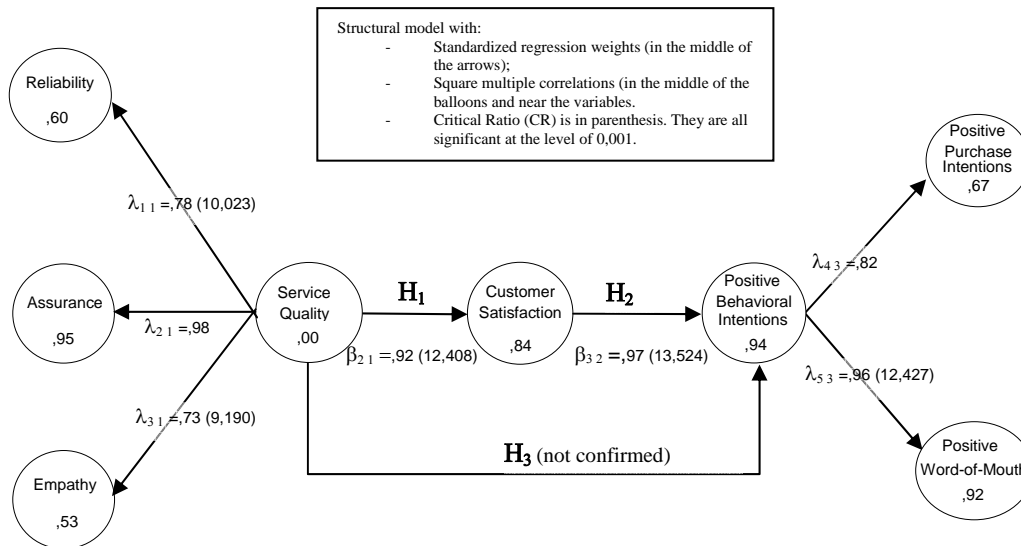 Structural model with:
- Standardized regression weights (in the middle of
the arrows);
- Square multiple correlations (in the middle of the
balloons and near the variables.
- Critical Ratio (CR) is in parenthesis. They are all
significant at the level of 0,001.
Reliability
,60
Positive
Purchase Intentions
,67
λ1 1 =,78 (10,023)
λ4 3 =,82
Assurance
,95
λ2 1 =,98
Service
Quality
,00
H1
β2 1 =,92 (12,408)
Customer
Satisfaction
,84
H2
β3 2 =,97 (13,524)
Positive
Behavioral
Intentions
,94
λ5 3 =,96 (12,427)
λ3 1 =,73 (9,190)
H3 (not confirmed)
Empathy
,53
Positive
Word-of-Mouth
,92